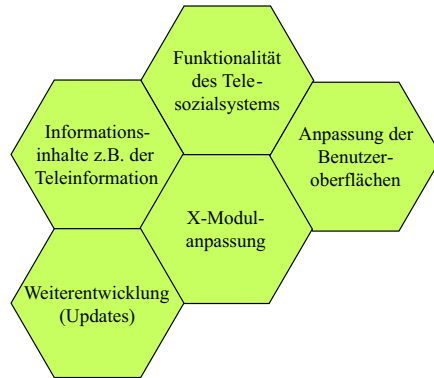 Funktionalität
des Tele-
sozialsystems
Informations-
inhalte z.B. der
Teleinformation
Anpassung der
Benutzer-
oberflächen
X-Modul-
anpassung
Weiterentwicklung
(Updates)